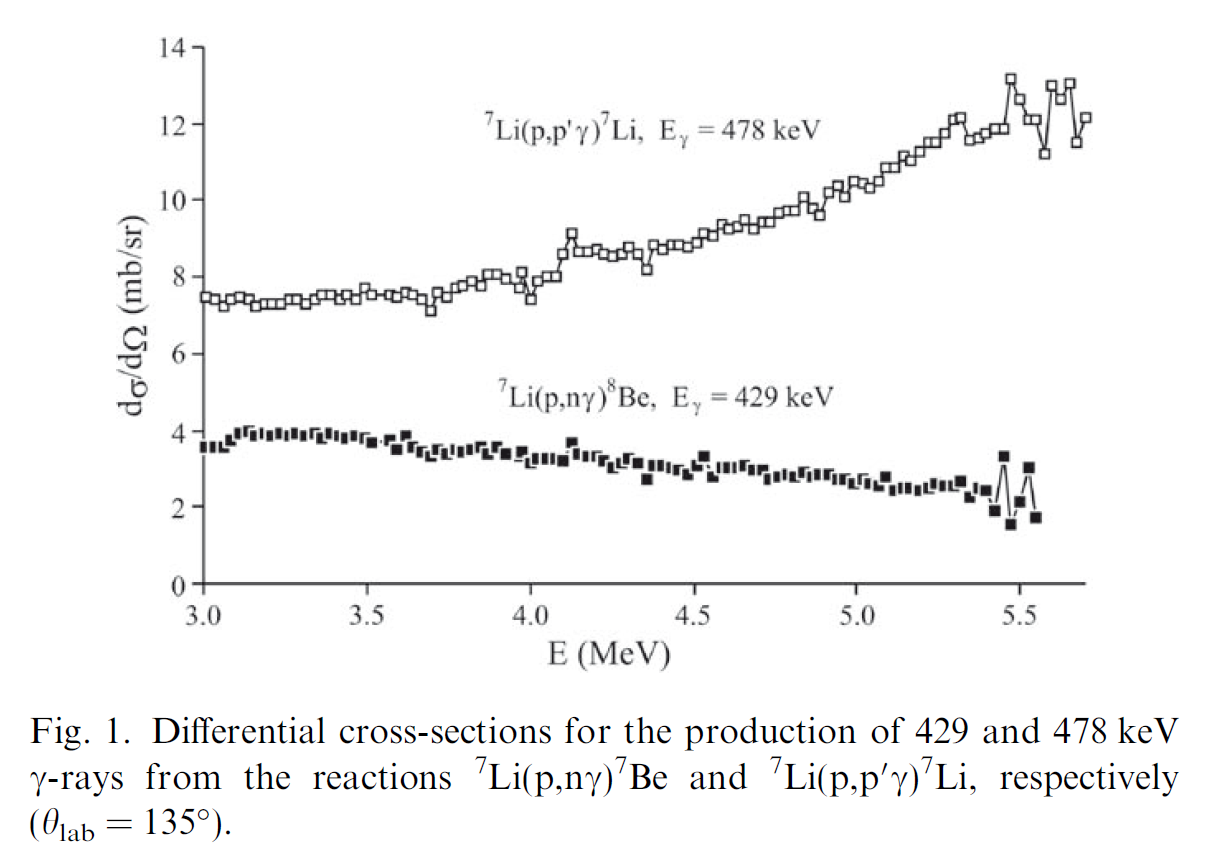 14
12
10
8
6
4
2
0
dσ/dΩ (mb/sr)
⁷Li(p,p'γ)⁷Li, Eγ = 478 keV
⁷Li(p,nγ)⁸Be, Eγ = 429 keV
3.0 3.5 4.0 4.5 5.0 5.5
E (MeV)
Fig. 1. Differential cross-sections for the production of 429 and 478 keV
γ-rays from the reactions ⁷Li(p,nγ)⁷Be and ⁷Li(p,p′γ)⁷Li, respectively
(θlab = 135°).